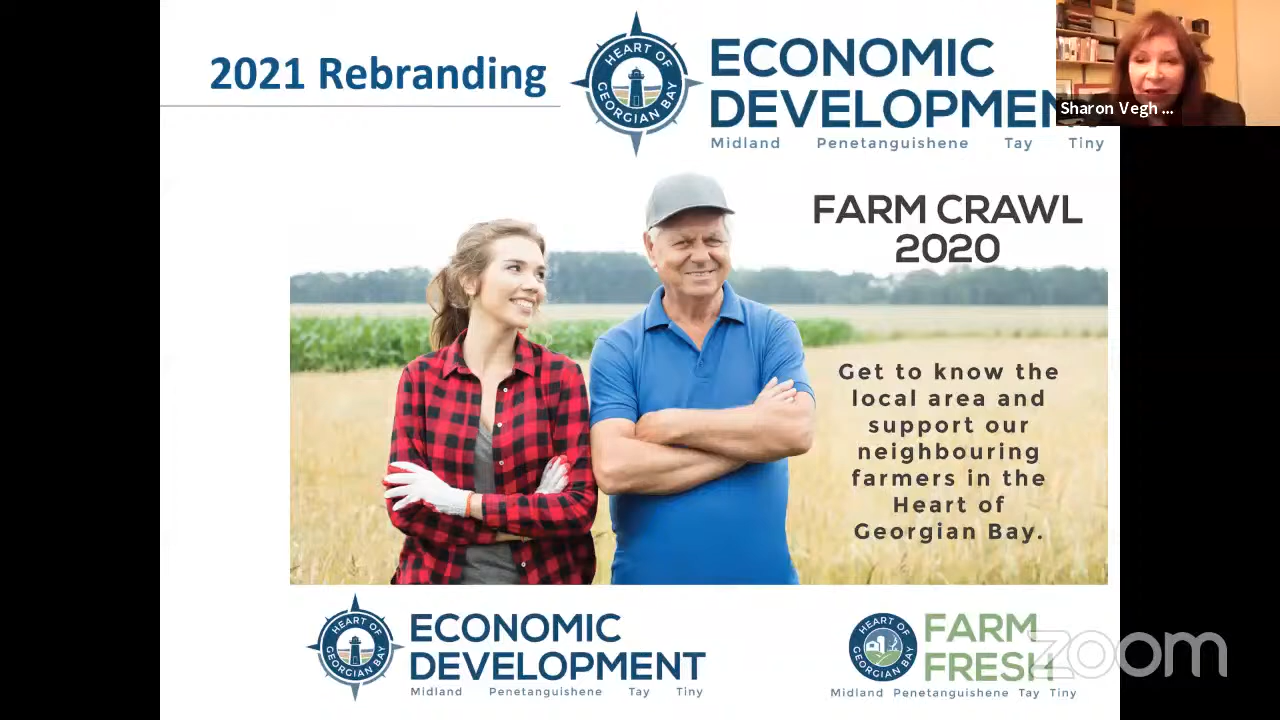 2021 Rebranding
HEART OF
GEORGIAN BAY
ECONOMIC
DEVELOPMENT
Midland Penetanguishene Tay Tiny
Sharon Vegh ...
FARM CRAWL
2020
Get to know the
local area and
support our
neighbouring
farmers in the
Heart of
Georgian Bay.
HEART OF
GEORGIAN BAY
ECONOMIC
DEVELOPMENT
Midland Penetanguishene Tay Tiny
HEART OF
GEORGIAN BAY
FARM
FRESH
Midland Penetanguishene Tay Tiny
zoom